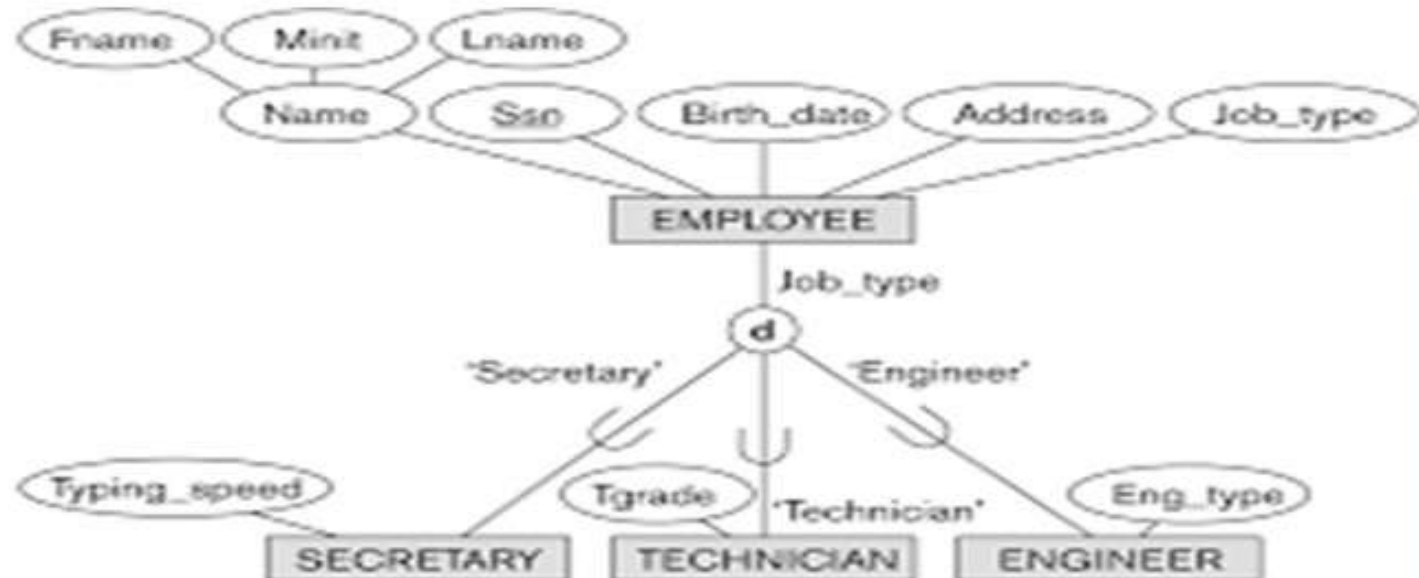 Fname Minit Lname
Name Ssn Birth_date Address Job_type
EMPLOYEE
Job_type
d
"Secretary" "Engineer"
Typing_speed Tgrade "Technician" Eng_type
SECRETARY TECHNICIAN ENGINEER